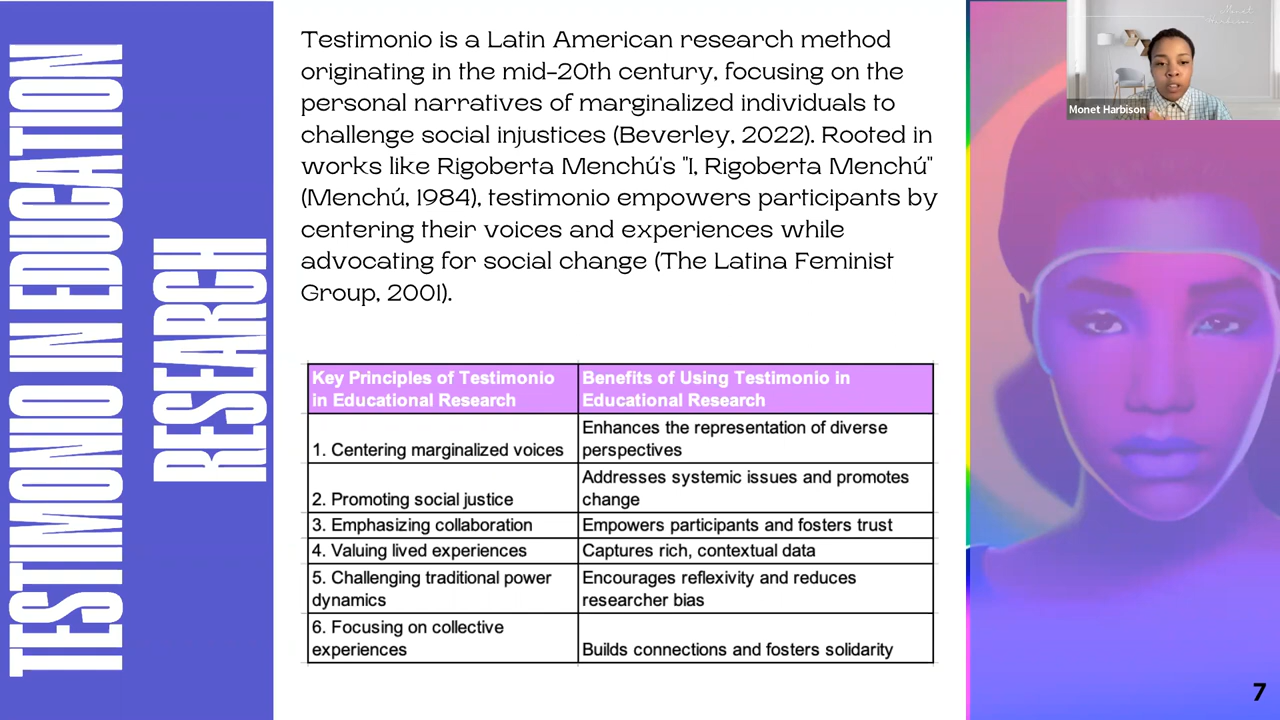 TESTIMONIO IN EDUCATION
RESEARCH
Testimonio is a Latin American research method
originating in the mid-20th century, focusing on the
personal narratives of marginalized individuals to
challenge social injustices (Beverley, 2022). Rooted in
works like Rigoberta Menchú's "I, Rigoberta Menchú"
(Menchú, 1984), testimonio empowers participants by
centering their voices and experiences while
advocating for social change (The Latina Feminist
Group, 2001).
Key Principles of Testimonio
in Educational Research
Benefits of Using Testimonio in
Educational Research
1. Centering marginalized voices
Enhances the representation of diverse
perspectives
2. Promoting social justice
Addresses systemic issues and promotes
change
3. Emphasizing collaboration
Empowers participants and fosters trust
4. Valuing lived experiences
Captures rich, contextual data
5. Challenging traditional power
dynamics
Encourages reflexivity and reduces
researcher bias
6. Focusing on collective
experiences
Builds connections and fosters solidarity
Monet
Harbison
Monet Harbison
7